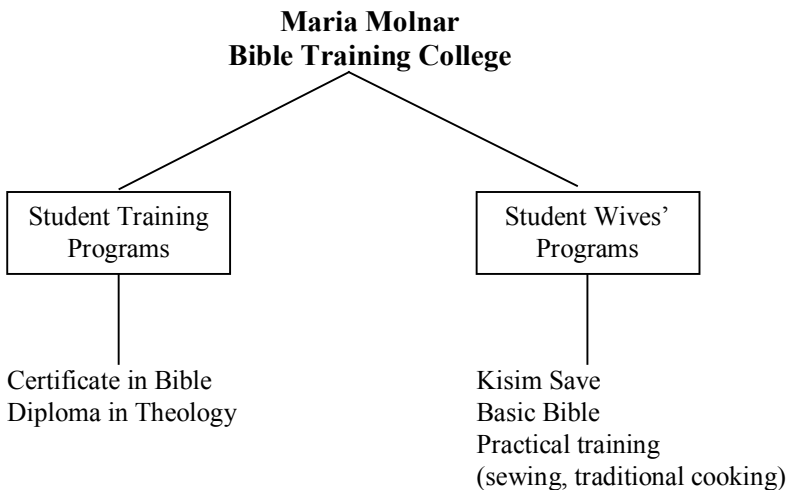 Maria Molnar
Bible Training College
Student Training
Programs
Student Wives’
Programs
Certificate in Bible
Diploma in Theology
Kisim Save
Basic Bible
Practical training
(sewing, traditional cooking)